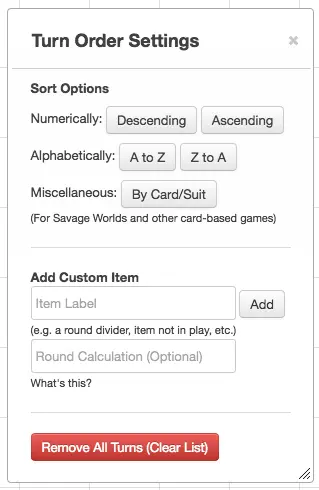 Turn Order Settings ×
Sort Options
Numerically: Descending Ascending
Alphabetically: A to Z Z to A
Miscellaneous: By Card/Suit
(For Savage Worlds and other card-based games)
Add Custom Item
Item Label Add
(e.g. a round divider, item not in play, etc.)
Round Calculation (Optional)
What's this?
Remove All Turns (Clear List)